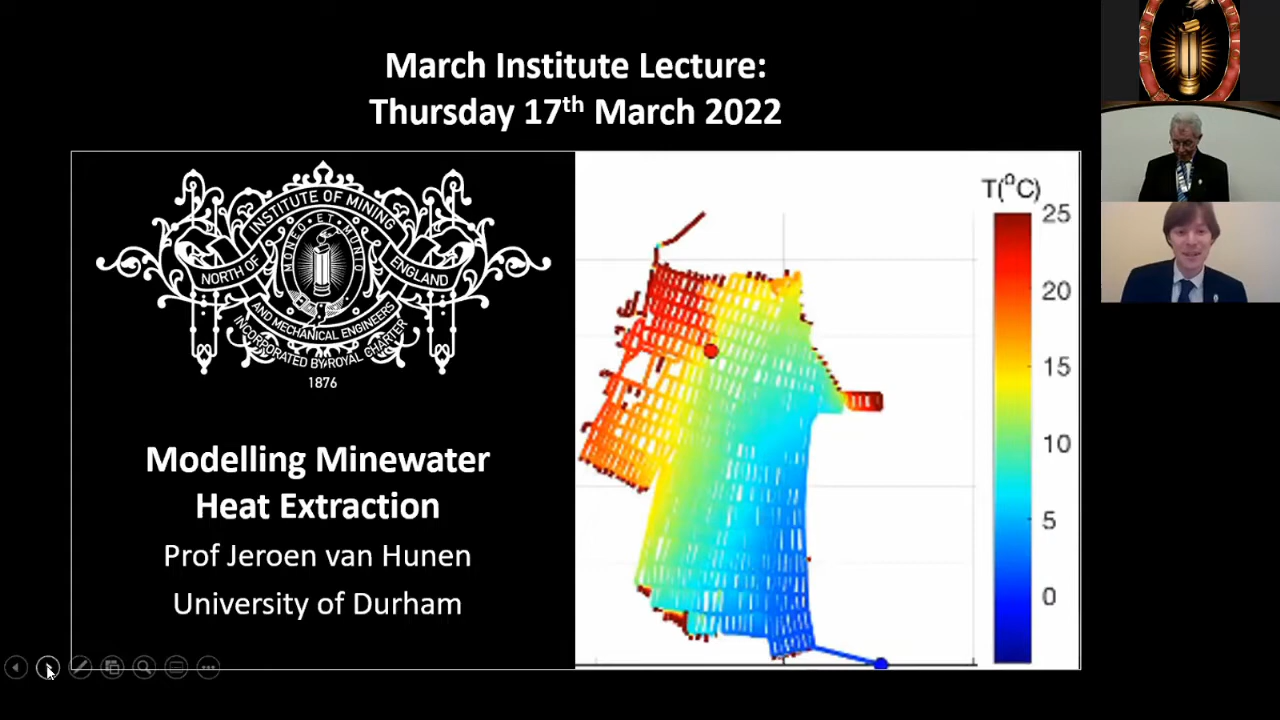 March Institute Lecture:
Thursday 17th March 2022
INSTITUTE OF MINING
NORTH OF
ENGLAND
MONEO ET MUNIO
AND MECHANICAL ENGINEERS
INCORPORATED BY ROYAL CHARTER
1876
Modelling Minewater
Heat Extraction
Prof Jeroen van Hunen
University of Durham
T(°C)
25
20
15
10
5
0